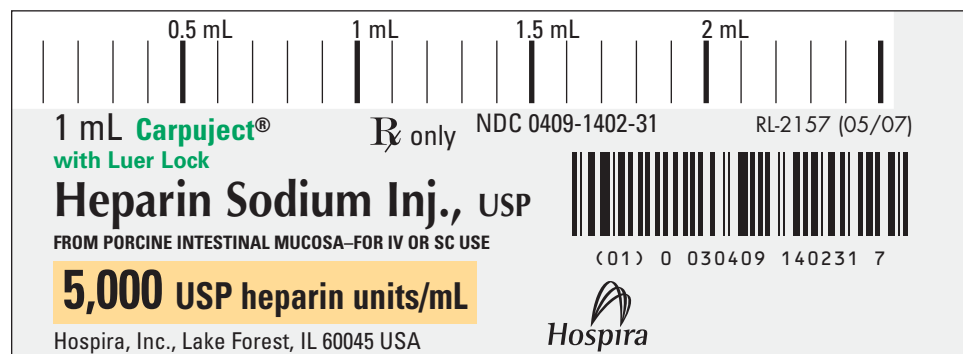 0.5 mL 1 mL 1.5 mL 2 mL
1 mL Carpuject® ℞ only NDC 0409-1402-31 RL-2157 (05/07)
with Luer Lock
Heparin Sodium Inj., USP
FROM PORCINE INTESTINAL MUCOSA–FOR IV OR SC USE
(01) 0 030409 140231 7
5,000 USP heparin units/mL
Hospira
Hospira, Inc., Lake Forest, IL 60045 USA